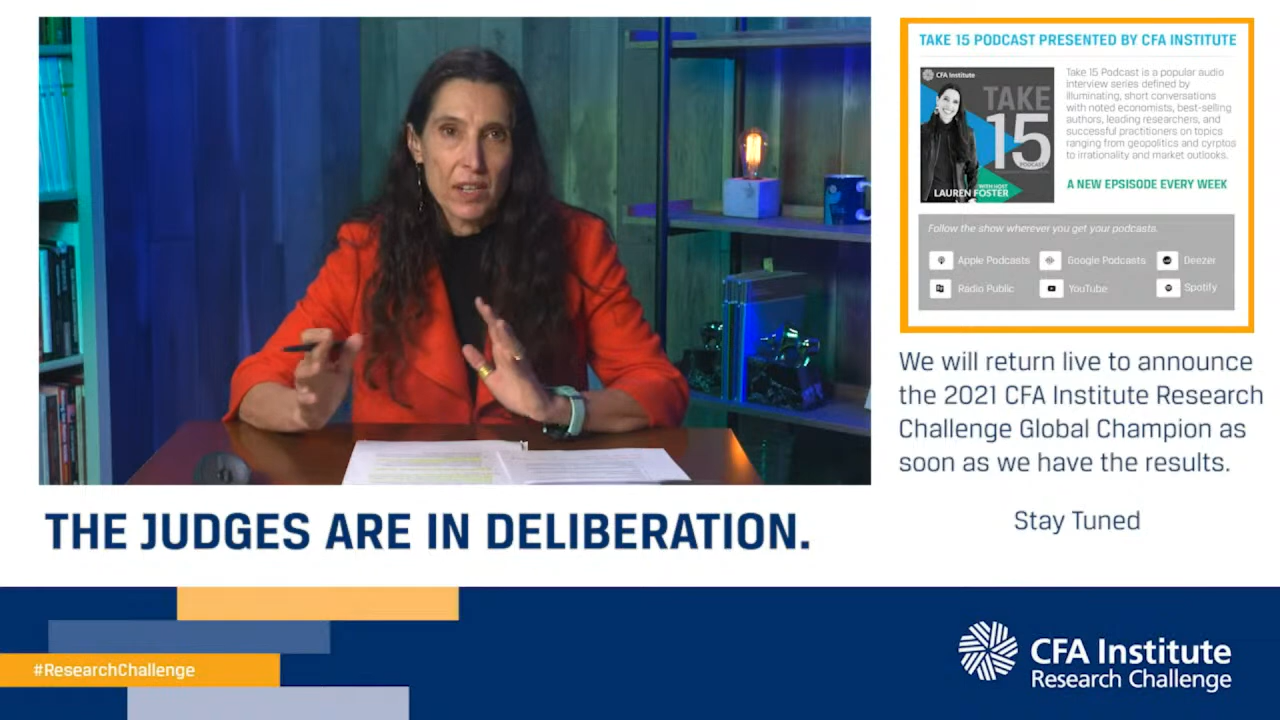 TAKE 15 PODCAST PRESENTED BY CFA INSTITUTE
CFA Institute
TAKE
15
PODCAST
WITH HOST
LAUREN FOSTER
Take 15 Podcast is a popular audio
interview series defined by
Illuminating, short conversations
with noted economists, best-selling
authors, leading researchers, and
successful practitioners on topics
ranging from geopolitics and cyrptos
to irrationality and market outlooks.
A NEW EPSISODE EVERY WEEK
Follow the show wherever you get your podcasts.
Apple Podcasts
Google Podcasts
Deezer
Radio Public
YouTube
Spotify
We will return live to announce
the 2021 CFA Institute Research
Challenge Global Champion as
soon as we have the results.
Stay Tuned
THE JUDGES ARE IN DELIBERATION.
#ResearchChallenge
CFA Institute
Research Challenge